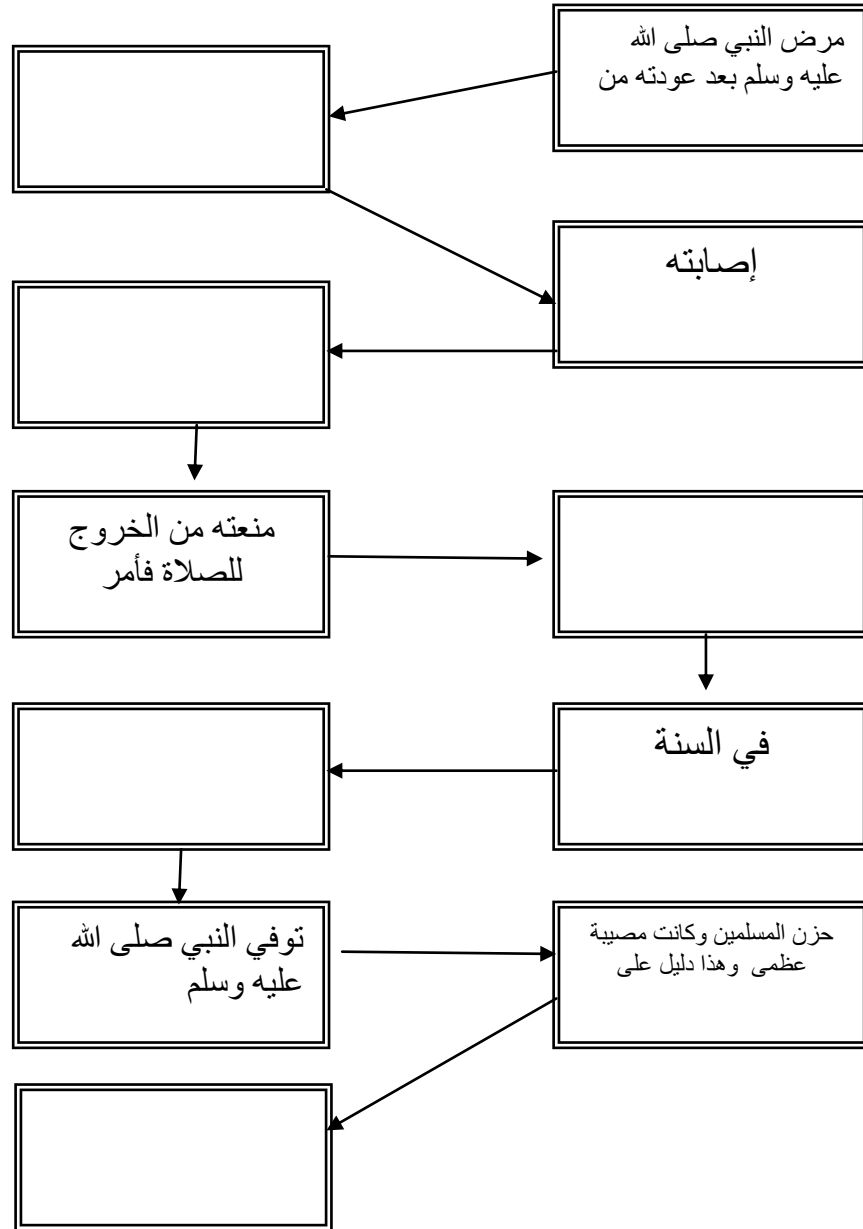 مرض النبي صلى الله
عليه وسلم بعد عودته من
إصابته
منعته من الخروج
للصلاة فأمر
في السنة
توفي النبي صلى الله
عليه وسلم
حزن المسلمين وكانت مصيبة
عظمى وهذا دليل على